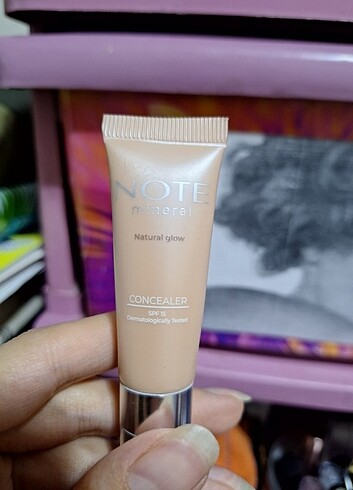 NOTE
mineral
Natural glow
CONCEALER
SPF 15
Dermatologically Tested